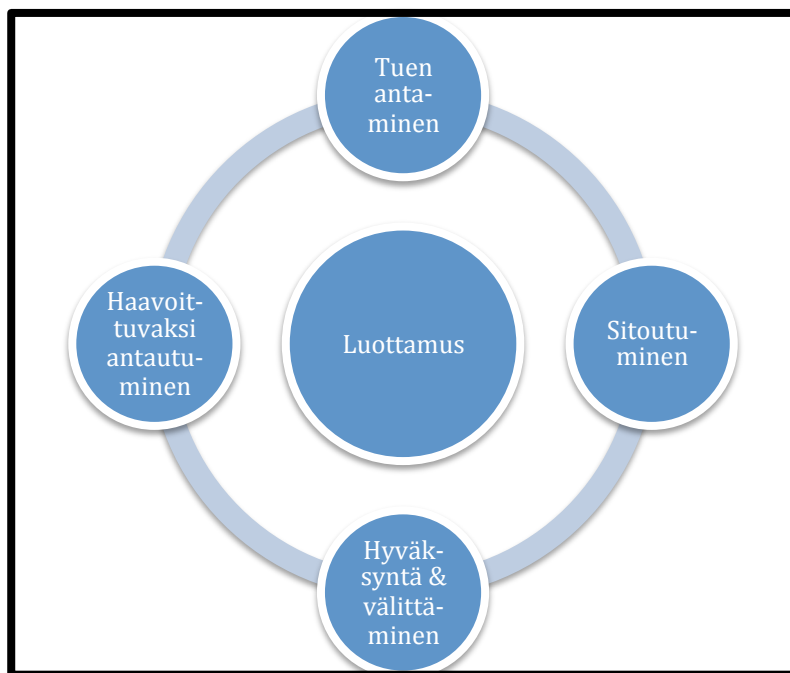 Tuen
anta-
minen
Haavoit-
tuvaksi
antautu-
minen
Luottamus
Sitoutu-
minen
Hyväk-
syntä &
välittä-
minen